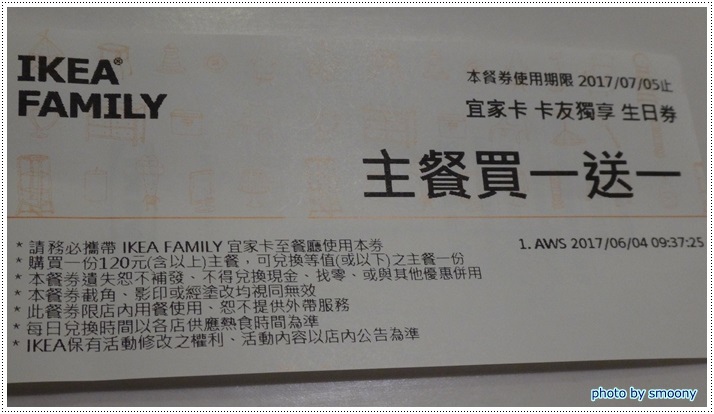 IKEA®
FAMILY
本餐券使用期限 2017/07/05止
宜家卡 卡友獨享 生日券
主餐買一送一
1. AWS 2017/06/04 09:37:25
* 請務必攜帶 IKEA FAMILY 宜家卡至餐廳使用本券
* 購買一份120元(含以上)主餐，可兌換等值(或以下)之主餐一份
* 本餐券遺失恕不補發、不得兌換現金、找零、或與其他優惠併用
* 本餐券截角、影印或經塗改均視同無效
* 此餐券限店內用餐使用、恕不提供外帶服務
* 每日兌換時間以各店供應熱食時間為準
* IKEA保有活動修改之權利、活動內容以店內公告為準
photo by smoony